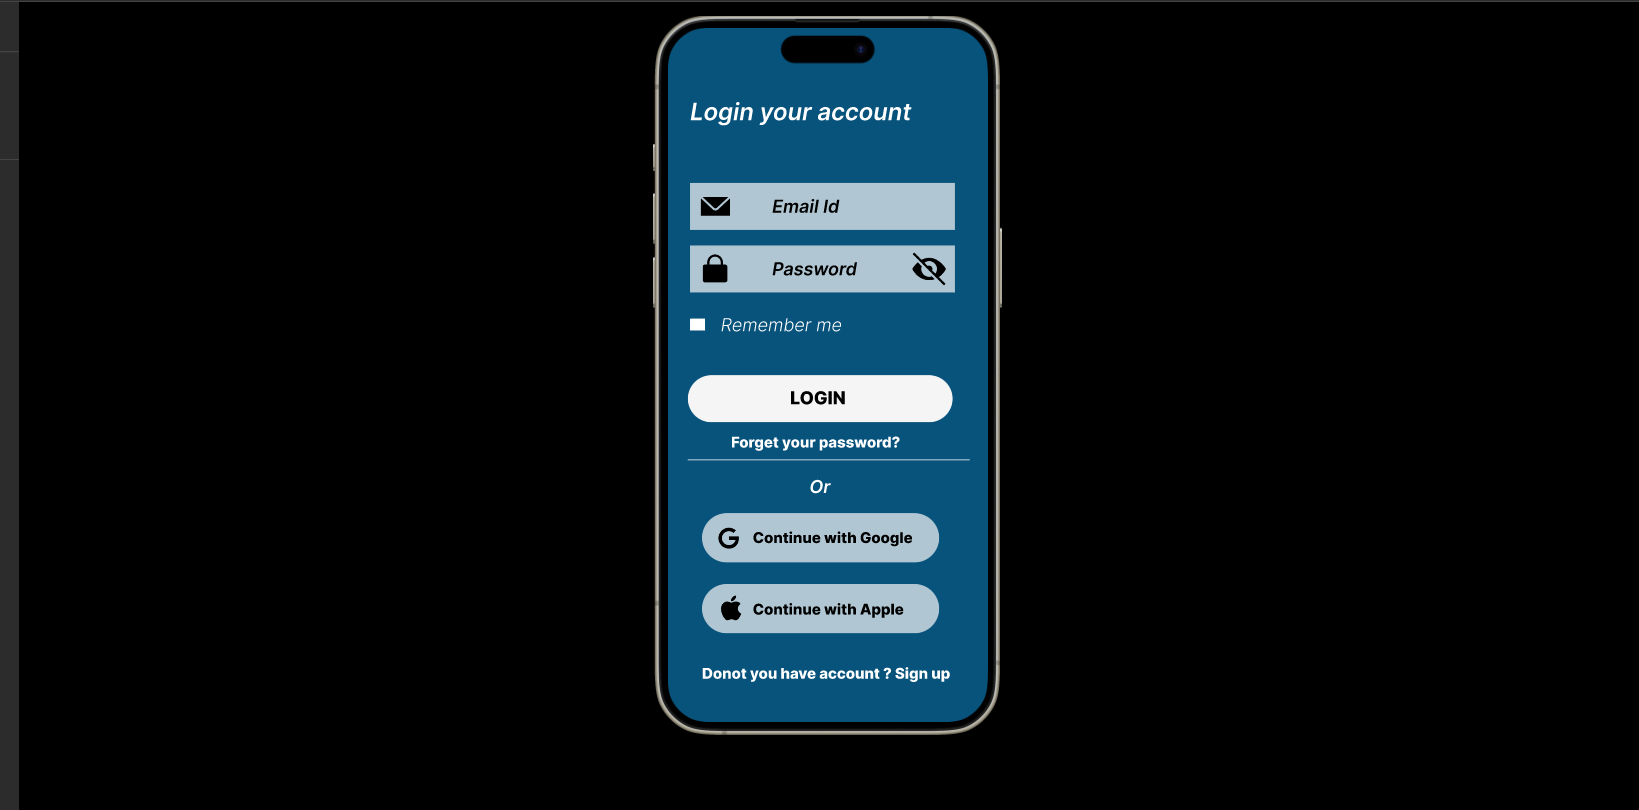 Login your account
Email Id
Password
Remember me
LOGIN
Forget your password?
Or
Continue with Google
Continue with Apple
Donot you have account ? Sign up